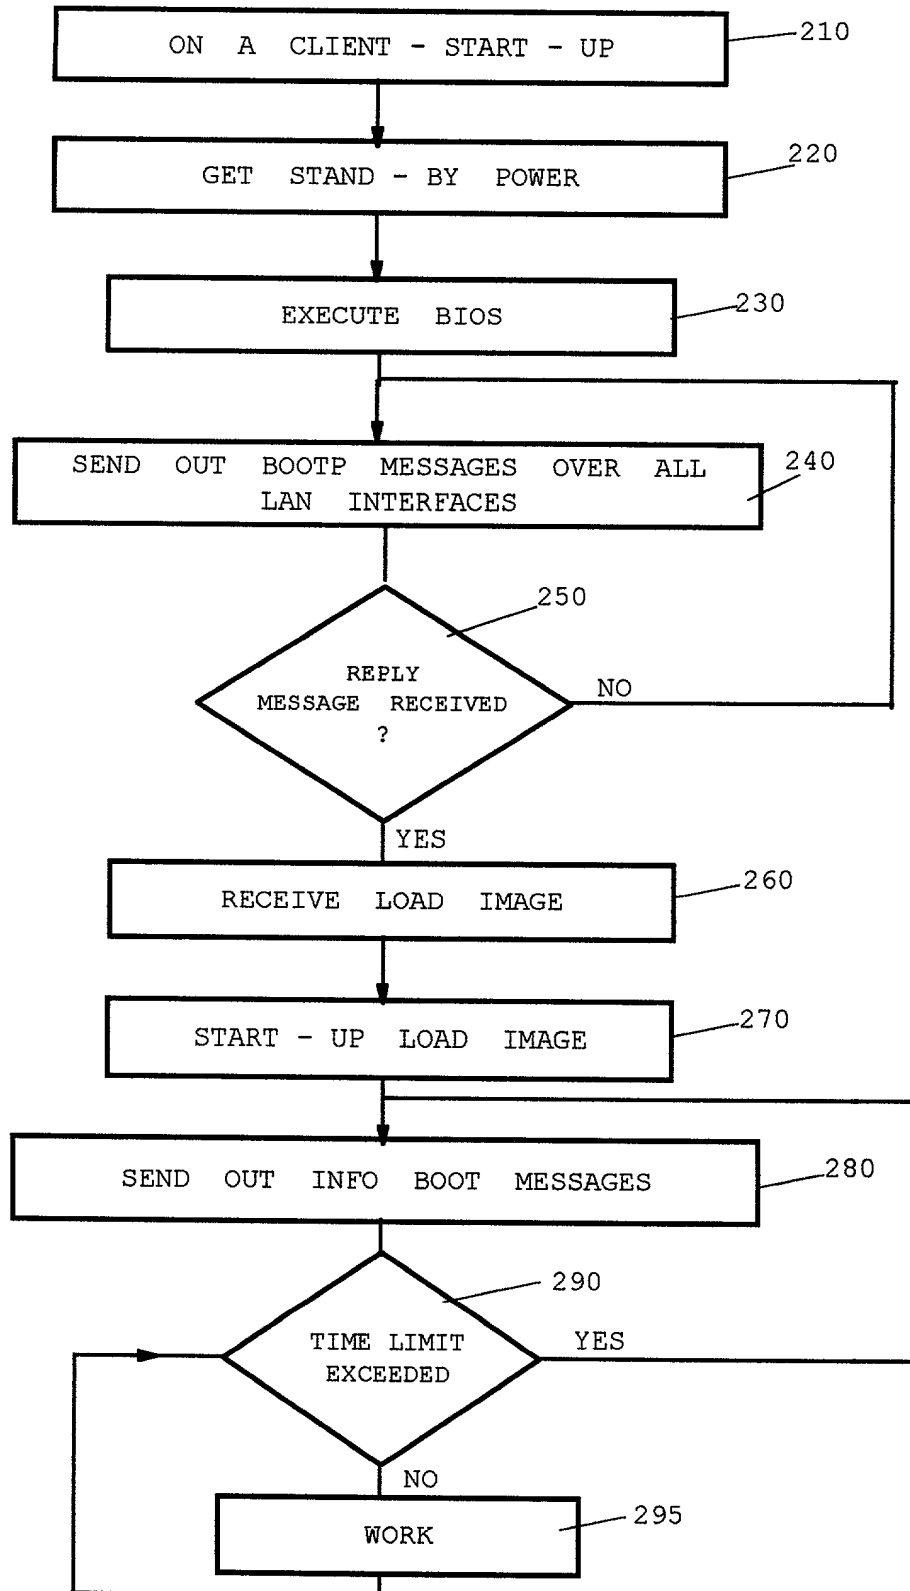 ON A CLIENT - START - UP
210
GET STAND - BY POWER
220
EXECUTE BIOS
230
SEND OUT BOOTP MESSAGES OVER ALL
LAN INTERFACES
240
250
REPLY
MESSAGE RECEIVED
?
NO
YES
RECEIVE LOAD IMAGE
260
START - UP LOAD IMAGE
270
SEND OUT INFO BOOT MESSAGES
280
290
TIME LIMIT
EXCEEDED
YES
NO
WORK
295